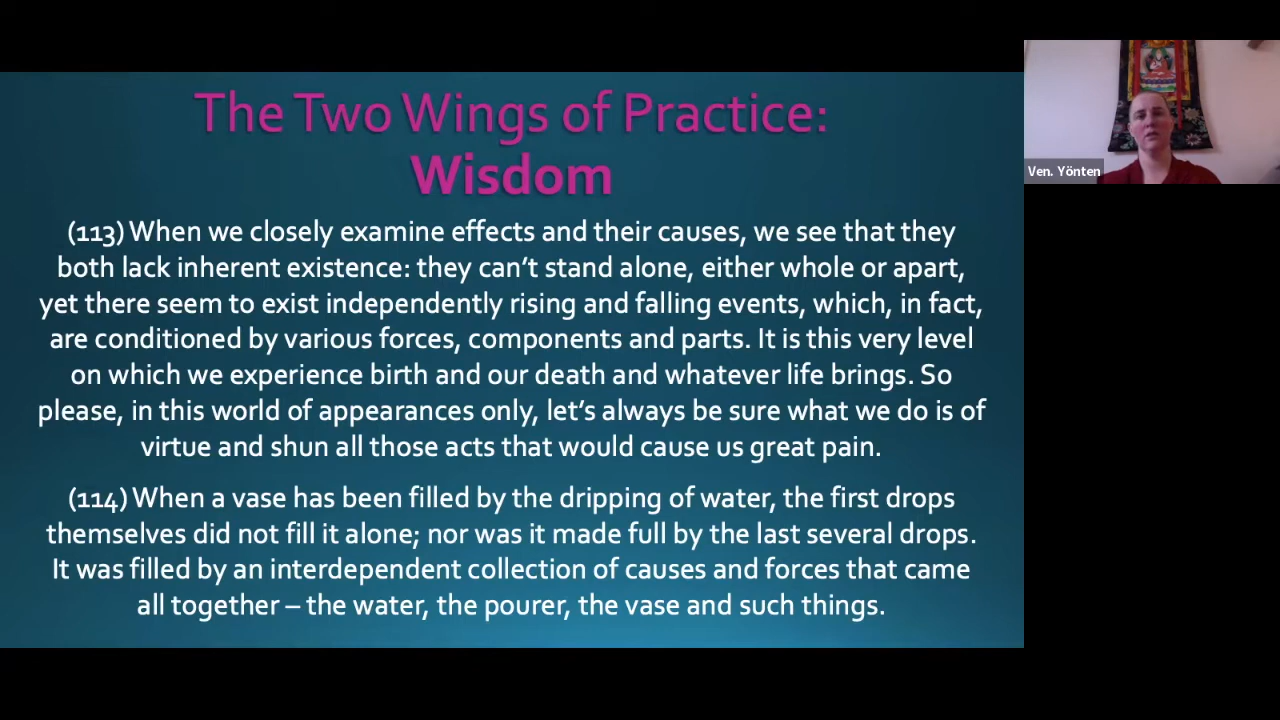 The Two Wings of Practice:
Wisdom
(113) When we closely examine effects and their causes, we see that they
both lack inherent existence: they can’t stand alone, either whole or apart,
yet there seem to exist independently rising and falling events, which, in fact,
are conditioned by various forces, components and parts. It is this very level
on which we experience birth and our death and whatever life brings. So
please, in this world of appearances only, let’s always be sure what we do is of
virtue and shun all those acts that would cause us great pain.
(114) When a vase has been filled by the dripping of water, the first drops
themselves did not fill it alone; nor was it made full by the last several drops.
It was filled by an interdependent collection of causes and forces that came
all together – the water, the pourer, the vase and such things.
Ven. Yönten